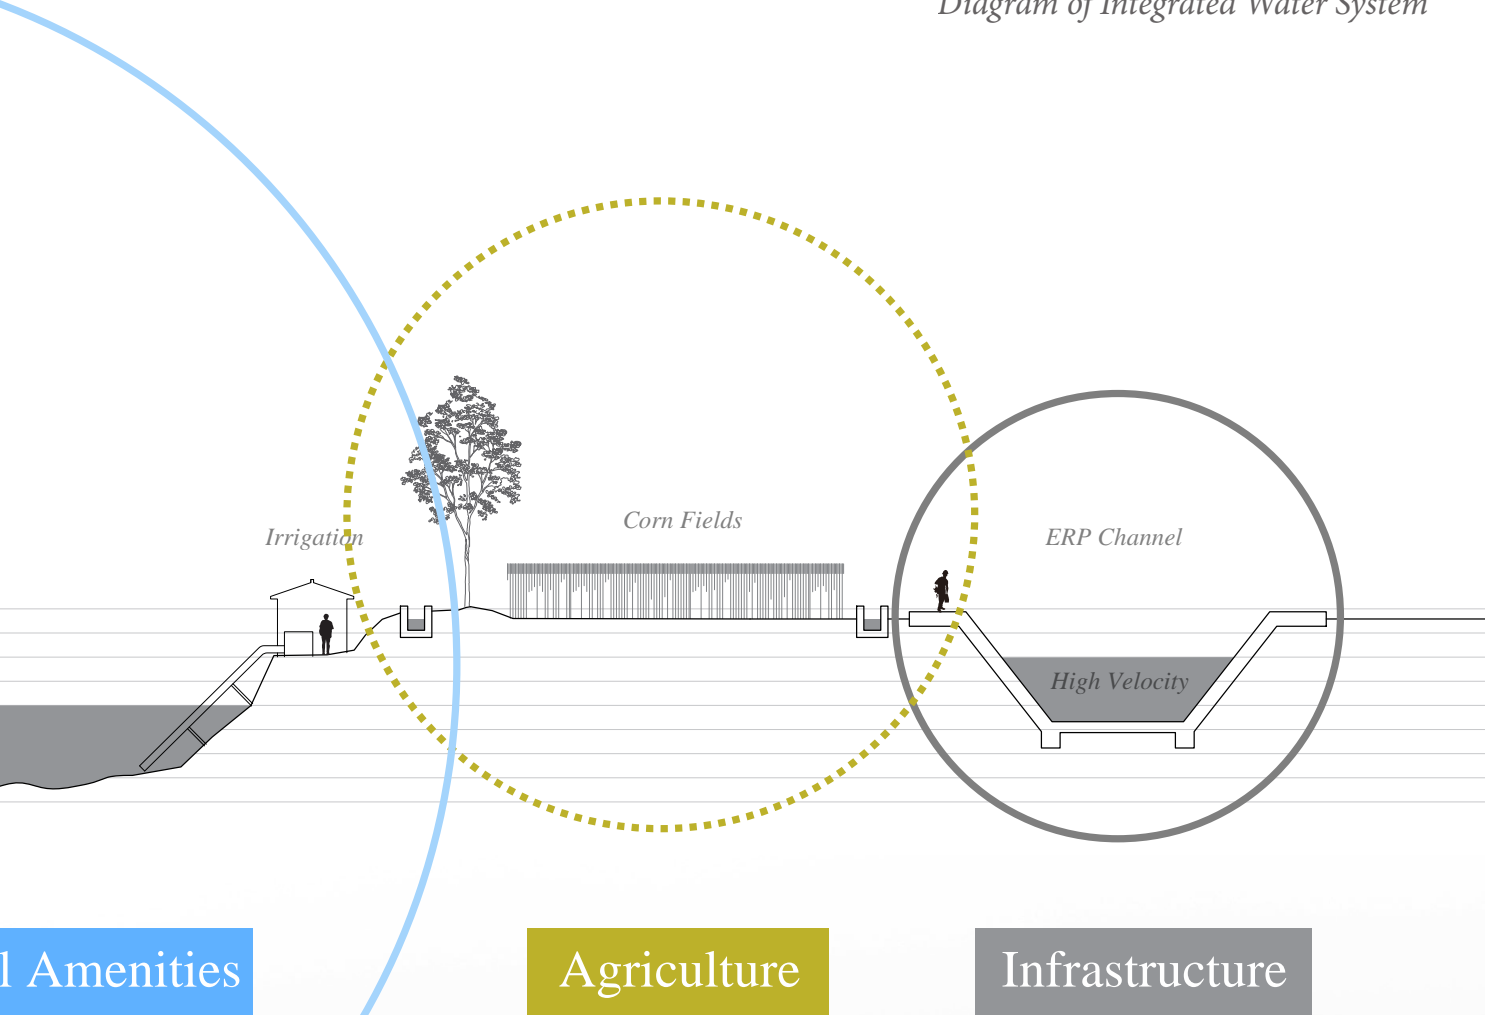 Diagram of Integrated Water System
Corn Fields
Irrigation
ERP Channel
High Velocity
l Amenities
Agriculture
Infrastructure